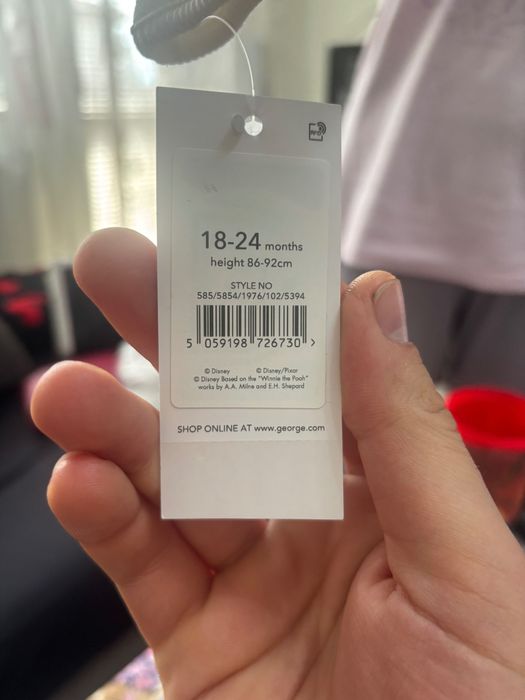 RFID
18-24 months
height 86-92cm
STYLE NO
585/5854/1976/102/5394
5 059198 726730 >
© Disney © Disney/Pixar
© Disney Based on the "Winnie the Pooh"
works by A.A. Milne and E.H. Shepard
SHOP ONLINE AT www.george.com